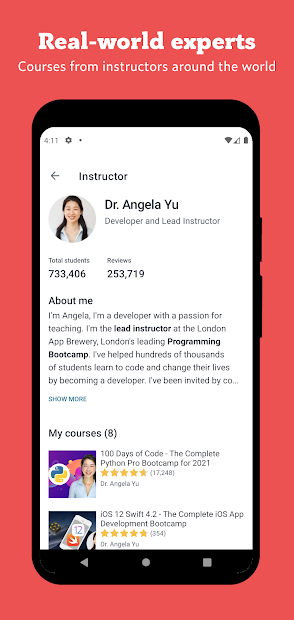 Real-world experts
Courses from instructors around the world
4:11
Instructor
Dr. Angela Yu
Developer and Lead Instructor
Total students
Reviews
733,406
253,719
About me
I'm Angela, I'm a developer with a passion for
teaching. I'm the lead instructor at the London
App Brewery, London's leading Programming
Bootcamp. I've helped hundreds of thousands
of students learn to code and change their lives
by becoming a developer. I've been invited by co...
SHOW MORE
My courses (8)
100 Days of Code - The Complete
Python Pro Bootcamp for 2021
(17,248)
Dr. Angela Yu
12
iOS 12 Swift 4.2 - The Complete iOS App
Development Bootcamp
(354)
Dr. Angela Yu